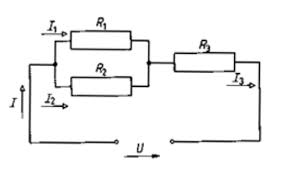 I₁ R₁
R₂ R₃
I₂ I₃
I
U